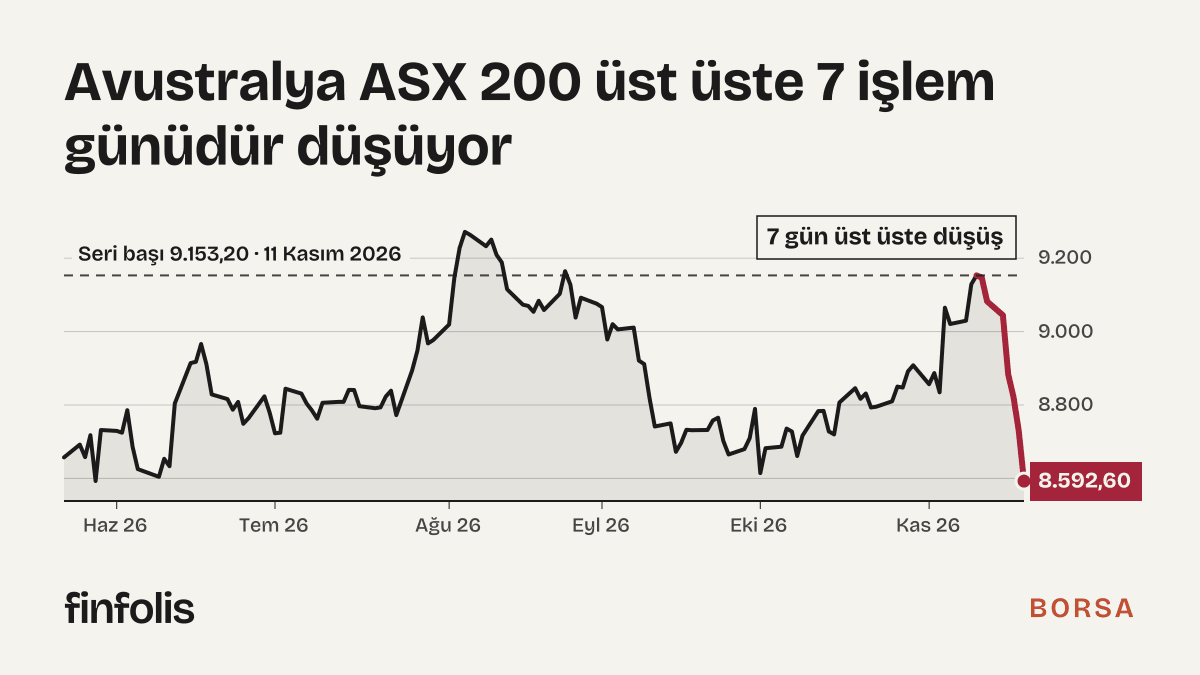 Avustralya ASX 200 üst üste 7 işlem
günüdür düşüyor
7 gün üst üste düşüş
Seri başı 9.153,20 · 11 Kasım 2026
9.200
9.000
8.800
8.592,60
Haz 26
Tem 26
Ağu 26
Eyl 26
Eki 26
Kas 26
finfolis
BORSA